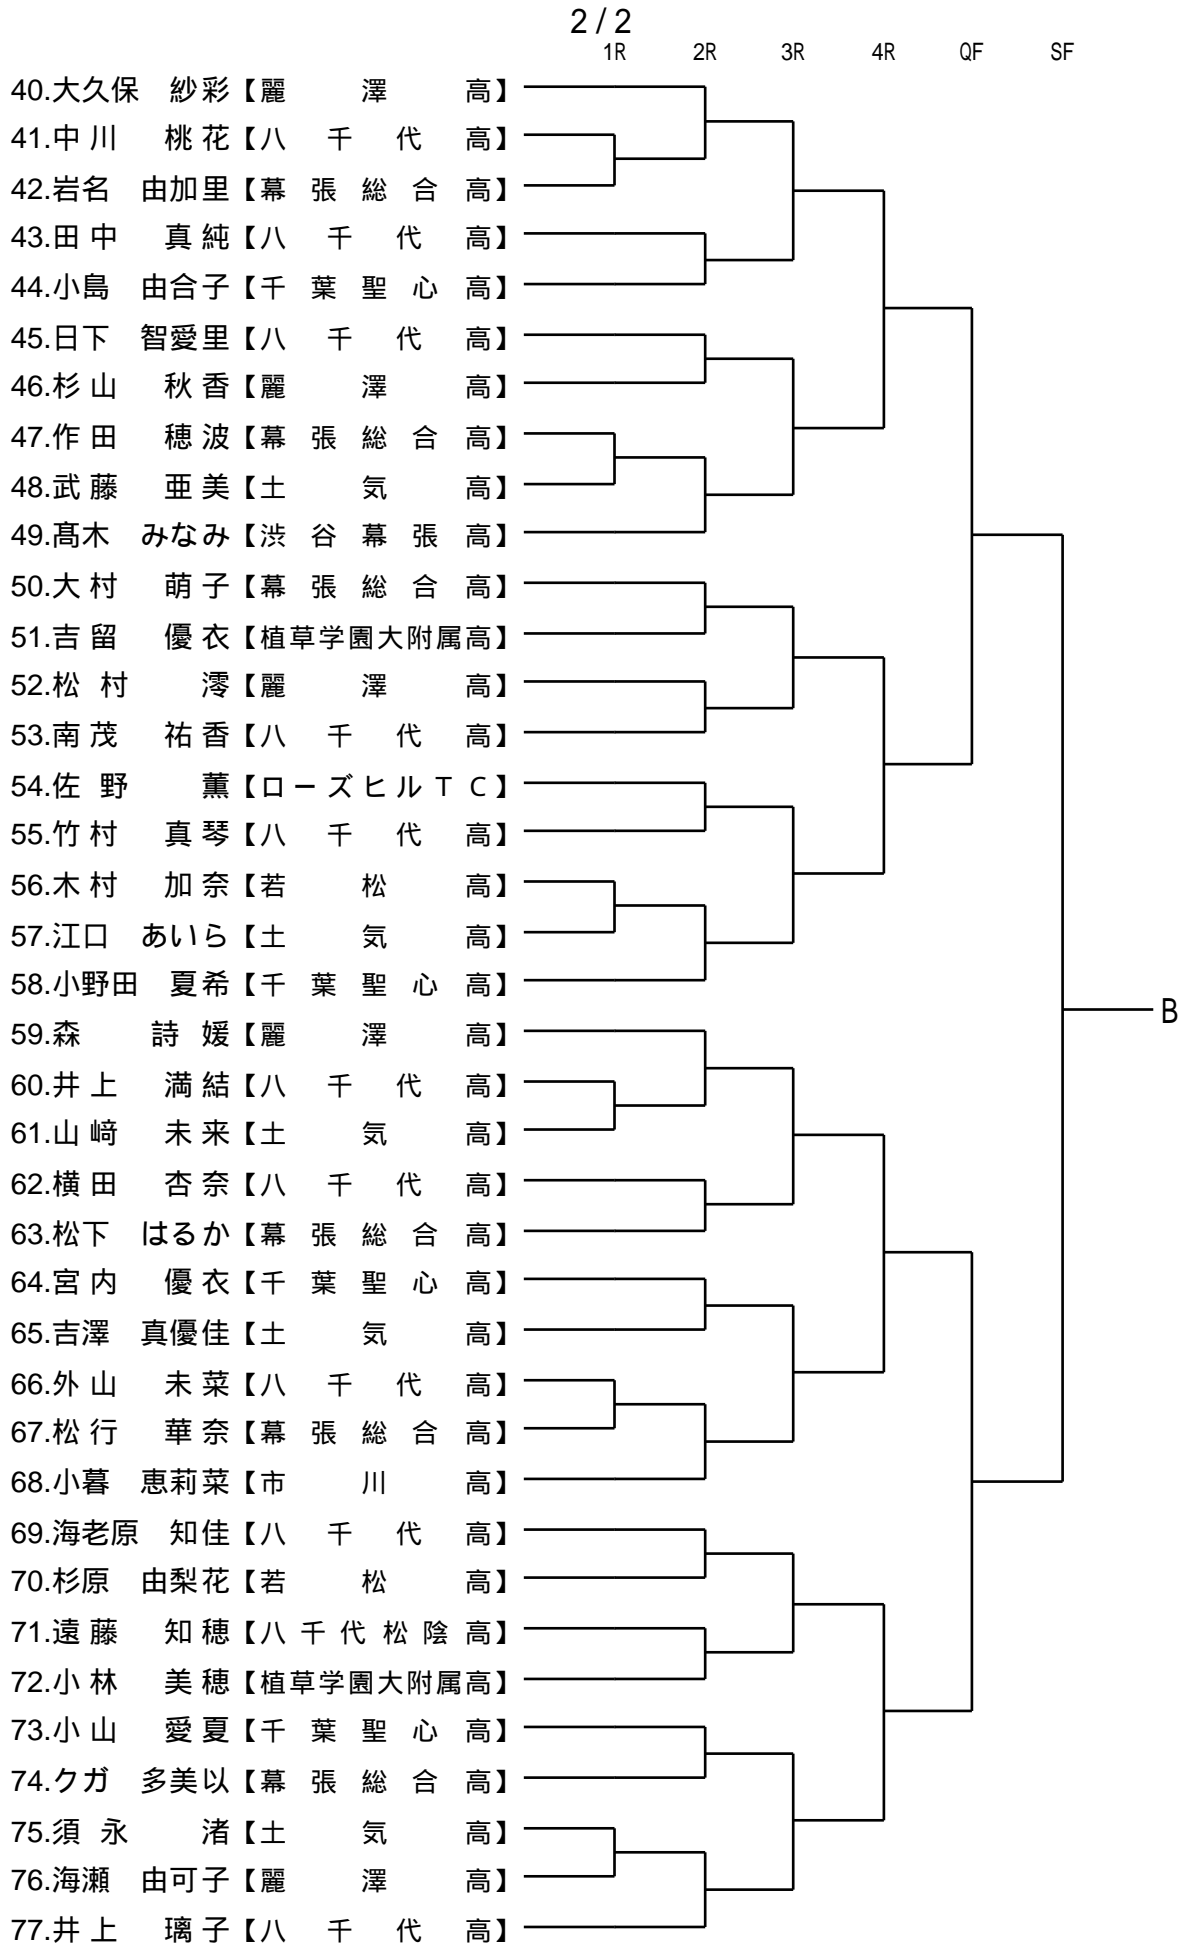 2 / 2
1R 2R 3R 4R QF SF
40.大久保 紗彩【麗澤高】
41.中川 桃花【八千代高】
42.岩名 由加里【幕張総合高】
43.田中 真純【八千代高】
44.小島 由合子【千葉聖心高】
45.日下 智愛里【八千代高】
46.杉山 秋香【麗澤高】
47.作田 穂波【幕張総合高】
48.武藤 亜美【土気高】
49.髙木 みなみ【渋谷幕張高】
50.大村 萌子【幕張総合高】
51.吉留 優衣【植草学園大附属高】
52.松村 澪【麗澤高】
53.南茂 祐香【八千代高】
54.佐野 薫【ローズヒルTC】
55.竹村 真琴【八千代高】
56.木村 加奈【若松高】
57.江口 あいら【土気高】
58.小野田 夏希【千葉聖心高】
B
59.森 詩媛【麗澤高】
60.井上 満結【八千代高】
61.山﨑 未来【土気高】
62.横田 杏奈【八千代高】
63.松下 はるか【幕張総合高】
64.宮内 優衣【千葉聖心高】
65.吉澤 真優佳【土気高】
66.外山 未菜【八千代高】
67.松行 華奈【幕張総合高】
68.小暮 恵莉菜【市川高】
69.海老原 知佳【八千代高】
70.杉原 由梨花【若松高】
71.遠藤 知穂【八千代松陰高】
72.小林 美穂【植草学園大附属高】
73.小山 愛夏【千葉聖心高】
74.クガ 多美以【幕張総合高】
75.須永 渚【土気高】
76.海瀬 由可子【麗澤高】
77.井上 璃子【八千代高】